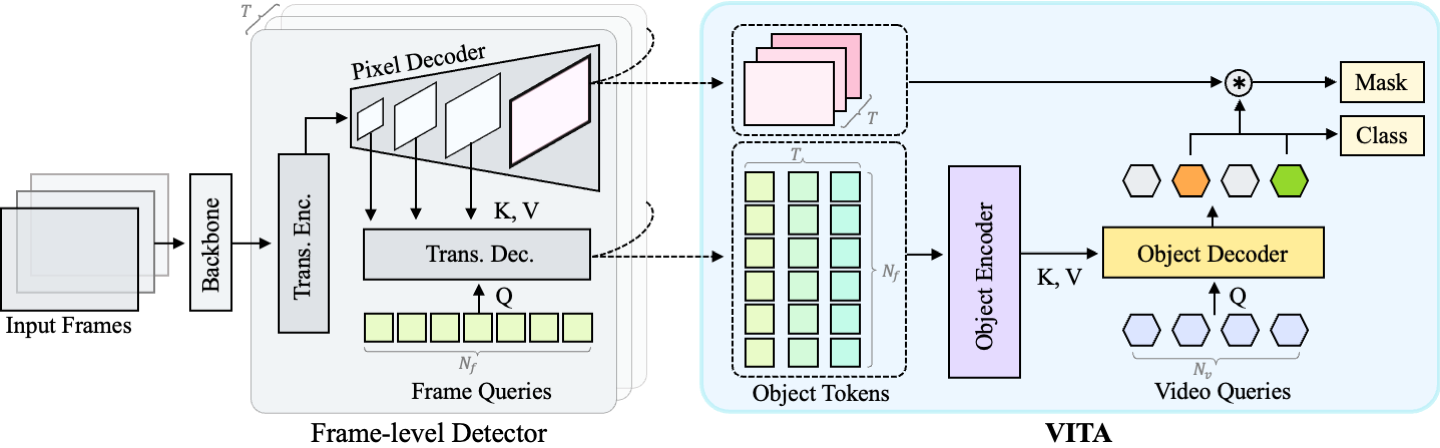 T
Pixel Decoder
Trans. Enc.
Backbone
Input Frames
K, V
Trans. Dec.
Q
N_f
Frame Queries
Frame-level Detector
T
T
N_f
Object Tokens
Object Encoder
K, V
*
Mask
Class
Object Decoder
Q
N_v
Video Queries
VITA